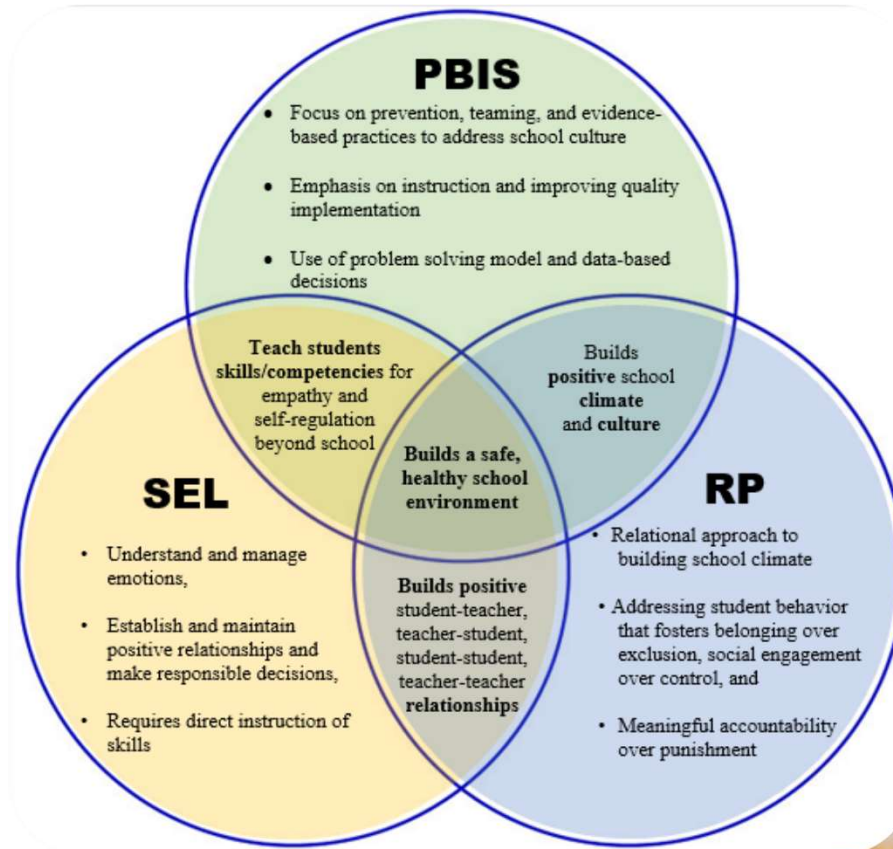 PBIS
• Focus on prevention, teaming, and evidence-
based practices to address school culture
• Emphasis on instruction and improving quality
implementation
• Use of problem solving model and data-based
decisions
Teach students
skills/competencies for
empathy and
self-regulation
beyond school
Builds
positive school
climate
and culture
Builds a safe,
healthy school
environment
SEL
• Understand and manage
emotions,
• Establish and maintain
positive relationships and
make responsible decisions,
• Requires direct instruction of
skills
Builds positive
student-teacher,
teacher-student,
student-student,
teacher-teacher
relationships
RP
• Relational approach to
building school climate
• Addressing student behavior
that fosters belonging over
exclusion, social engagement
over control, and
• Meaningful accountability
over punishment